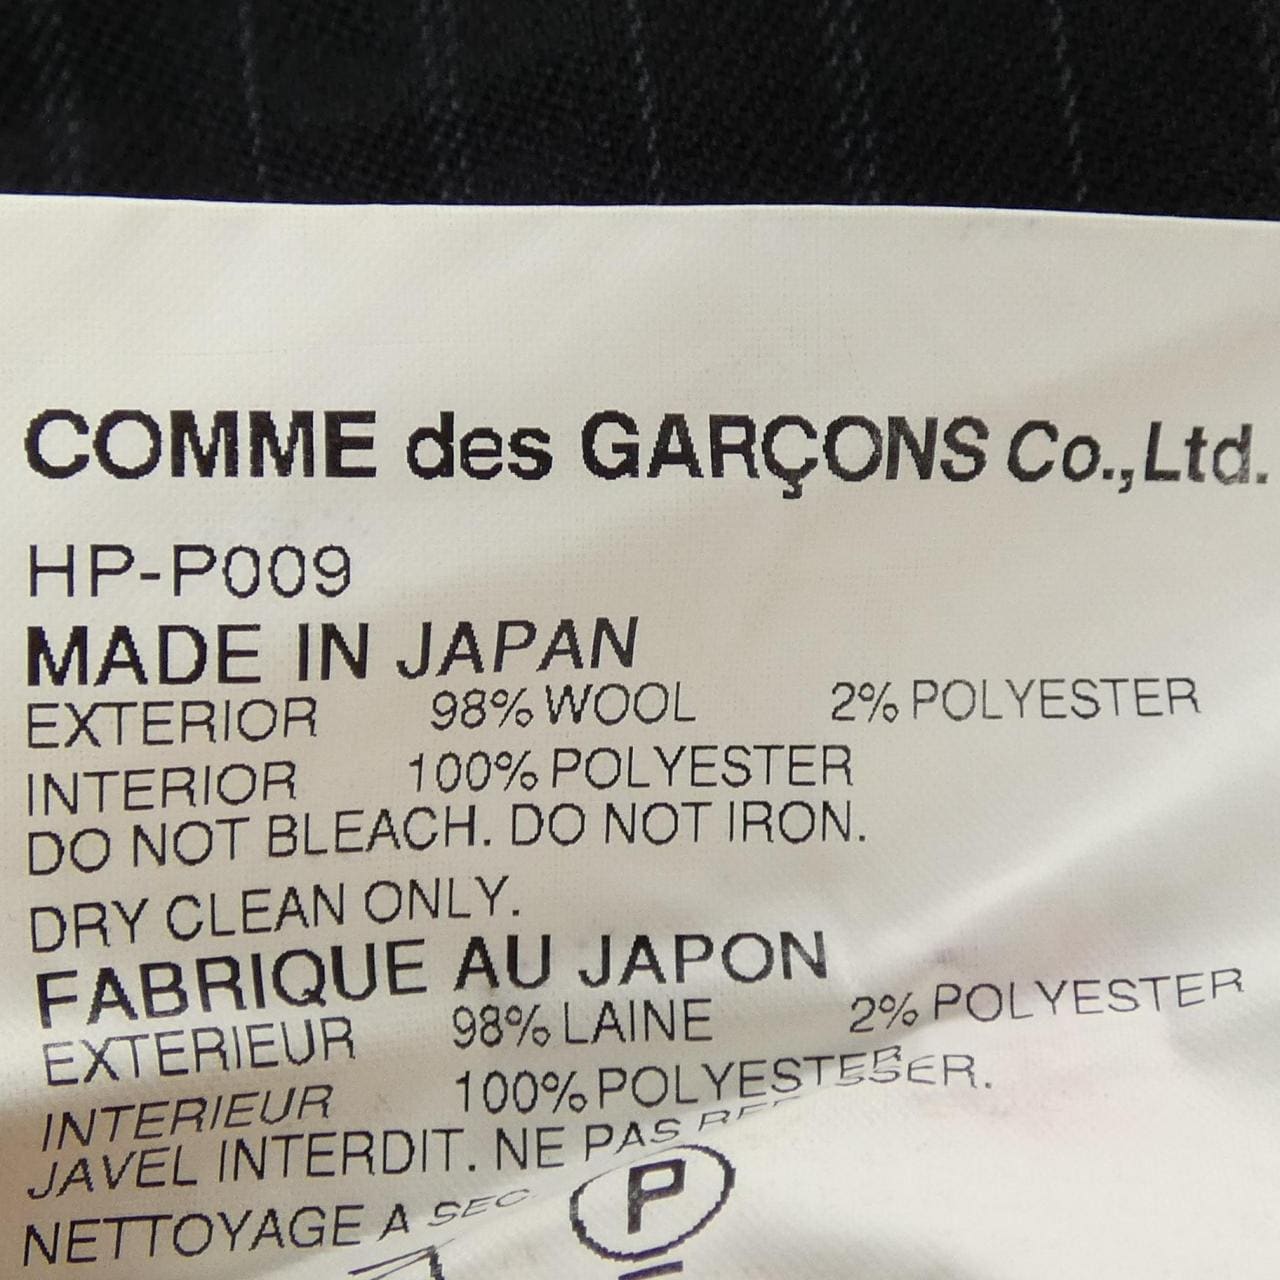 COMME des GARÇONS Co.,Ltd.
HP-P009
MADE IN JAPAN
EXTERIOR 98% WOOL 2% POLYESTER
INTERIOR 100% POLYESTER
DO NOT BLEACH. DO NOT IRON.
DRY CLEAN ONLY.
FABRIQUE AU JAPON
EXTERIEUR 98% LAINE 2% POLYESTER
INTERIEUR 100% POLYESTER
JAVEL INTERDIT. NE PAS
NETTOYAGE A SEC
P